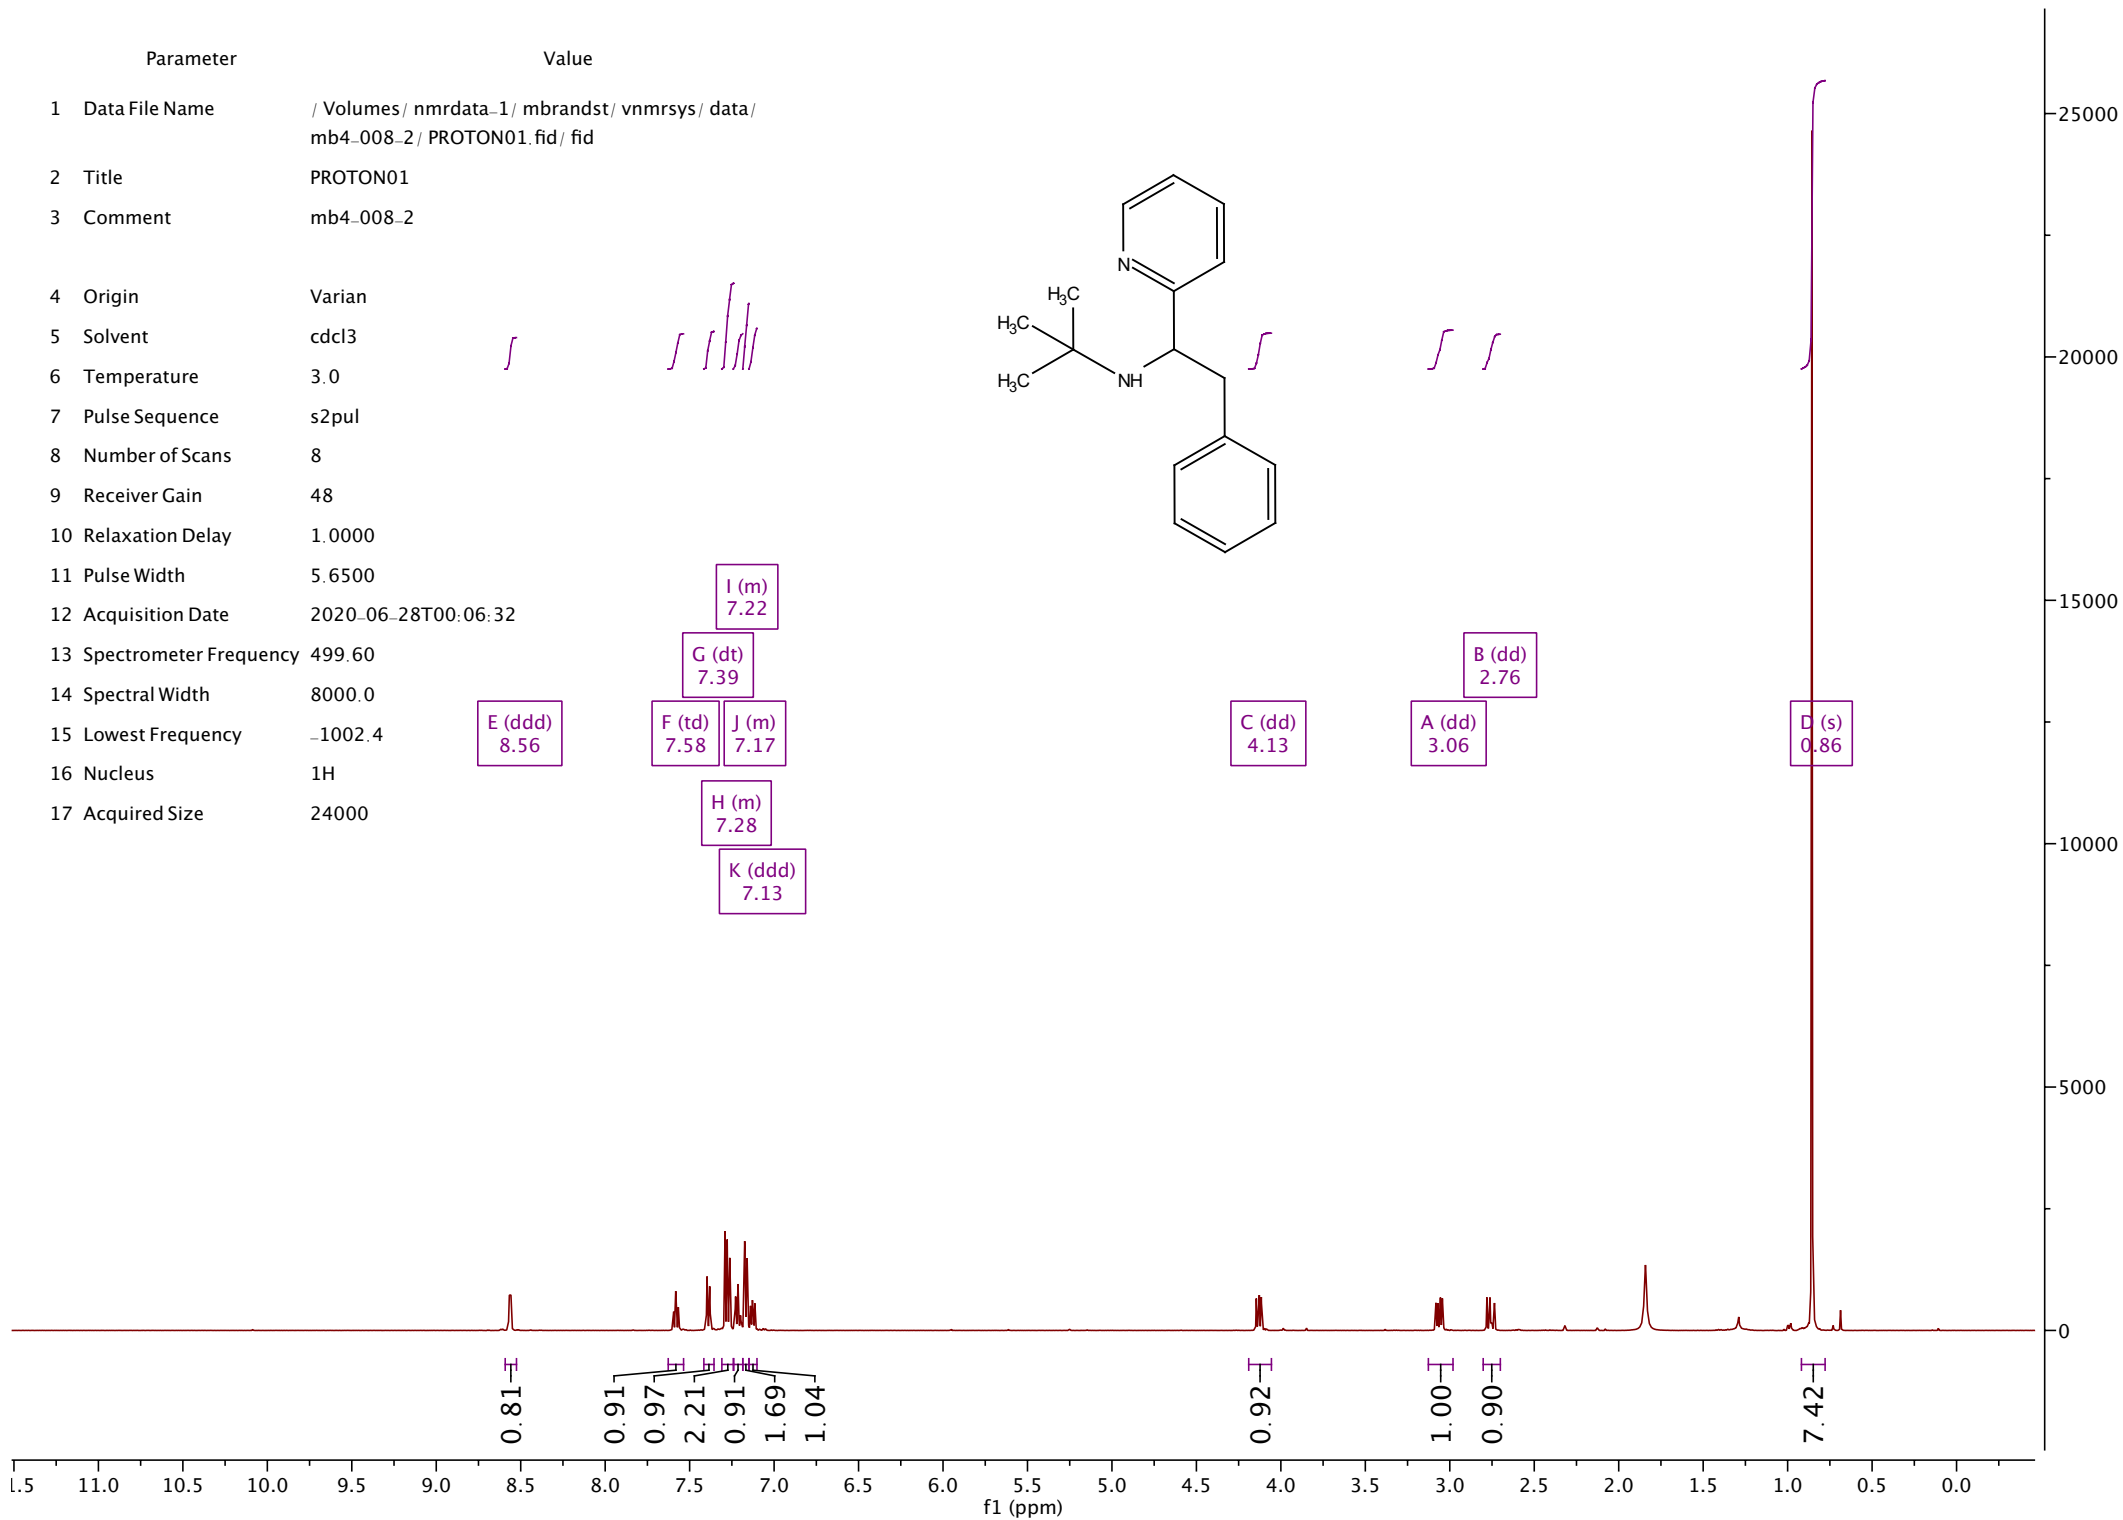 Parameter Value
1 Data File Name / Volumes/ nmrdata_1/ mbrandst/ vnmrsys/ data/
mb4_008_2/ PROTON01.fid/ fid
2 Title PROTON01
3 Comment mb4_008_2
4 Origin Varian
5 Solvent cdcl3
6 Temperature 3.0
7 Pulse Sequence s2pul
8 Number of Scans 8
9 Receiver Gain 48
10 Relaxation Delay 1.0000
11 Pulse Width 5.6500
12 Acquisition Date 2020_06_28T00:06:32
13 Spectrometer Frequency 499.60
14 Spectral Width 8000.0
15 Lowest Frequency _1002.4
16 Nucleus 1H
17 Acquired Size 24000
N
H3C
H3C
H3C
NH
I (m)
7.22
G (dt)
7.39
B (dd)
2.76
E (ddd)
8.56
F (td)
7.58
J (m)
7.17
C (dd)
4.13
A (dd)
3.06
D (s)
0.86
H (m)
7.28
K (ddd)
7.13
25000
20000
15000
10000
5000
0
0.81
0.91
0.97
2.21
0.91
1.69
1.04
0.92
1.00
0.90
7.42
1.5 11.0 10.5 10.0 9.5 9.0 8.5 8.0 7.5 7.0 6.5 6.0 5.5 5.0 4.5 4.0 3.5 3.0 2.5 2.0 1.5 1.0 0.5 0.0
f1 (ppm)